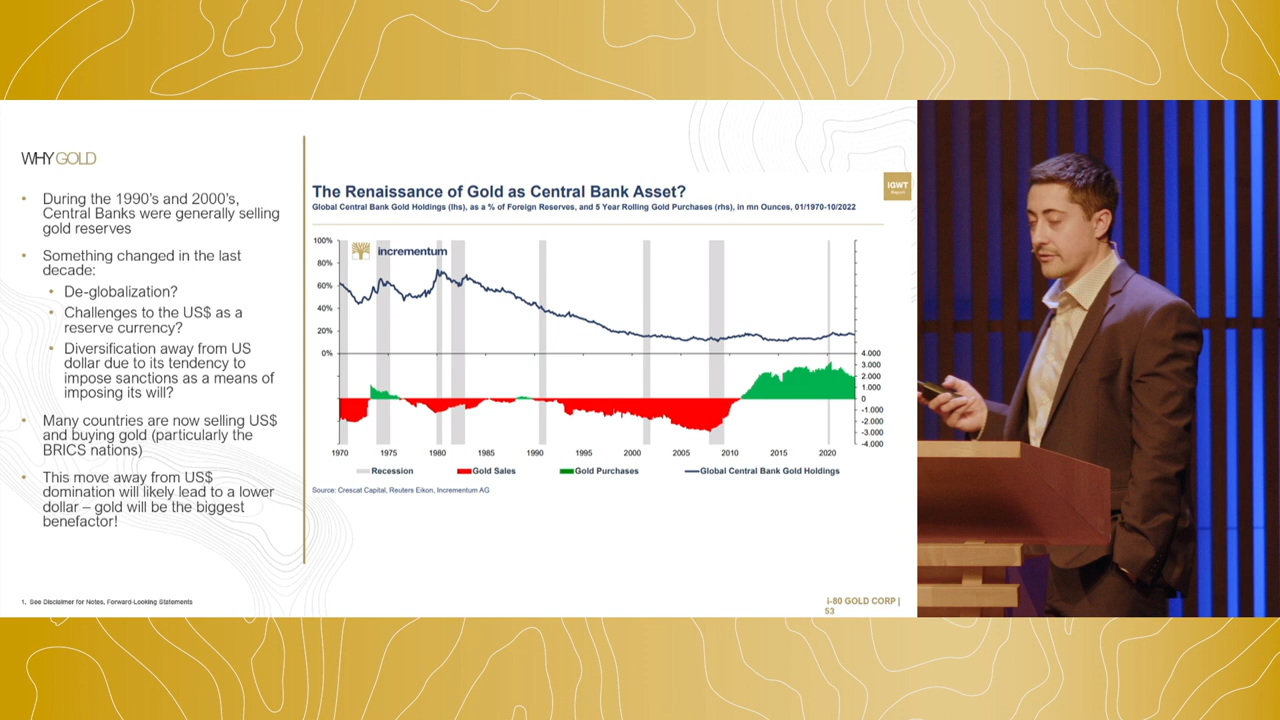 WHY GOLD
• During the 1990's and 2000's,
Central Banks were generally selling
gold reserves
• Something changed in the last
decade:
• De-globalization?
• Challenges to the US$ as a
reserve currency?
• Diversification away from US
dollar due to its tendency to
impose sanctions as a means of
imposing its will?
• Many countries are now selling US$
and buying gold (particularly the
BRICS nations)
• This move away from US$
domination will likely lead to a lower
dollar – gold will be the biggest
benefactor!
1. See Disclaimer for Notes, Forward-Looking Statements
The Renaissance of Gold as Central Bank Asset?
Global Central Bank Gold Holdings (lhs), as a % of Foreign Reserves, and 5 Year Rolling Gold Purchases (rhs), in mn Ounces, 01/1970-10/2022
IGWT
Report
incrementum
100%
80%
60%
40%
20%
0%
4.000
3.000
2.000
1.000
0
-1.000
-2.000
-3.000
-4.000
1970 1975 1980 1985 1990 1995 2000 2005 2010 2015 2020
Recession Gold Sales Gold Purchases Global Central Bank Gold Holdings
Source: Crescat Capital, Reuters Eikon, Incrementum AG
i-80 GOLD CORP |
53